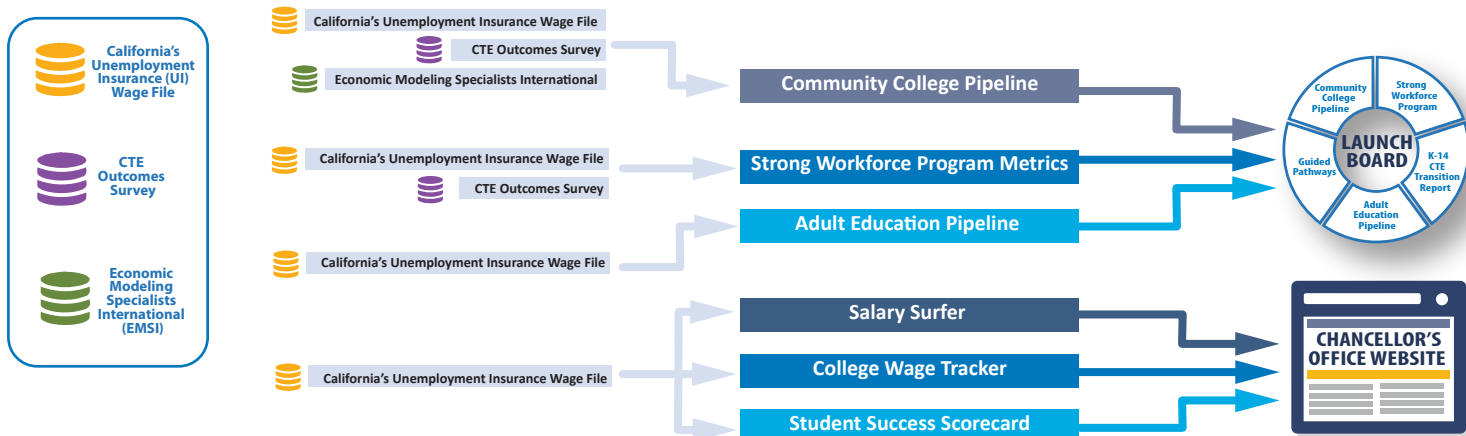 California's
Unemployment
Insurance (UI)
Wage File
CTE
Outcomes
Survey
Economic
Modeling
Specialists
International
(EMSI)
California's Unemployment Insurance Wage File
CTE Outcomes Survey
Economic Modeling Specialists International
California's Unemployment Insurance Wage File
CTE Outcomes Survey
California's Unemployment Insurance Wage File
California's Unemployment Insurance Wage File
Community College Pipeline
Strong Workforce Program Metrics
Adult Education Pipeline
Salary Surfer
College Wage Tracker
Student Success Scorecard
Community
College
Pipeline
Strong
Workforce
Program
Guided
Pathways
LAUNCH
BOARD
K-14
CTE
Transition
Report
Adult
Education
Pipeline
CHANCELLOR'S
OFFICE WEBSITE